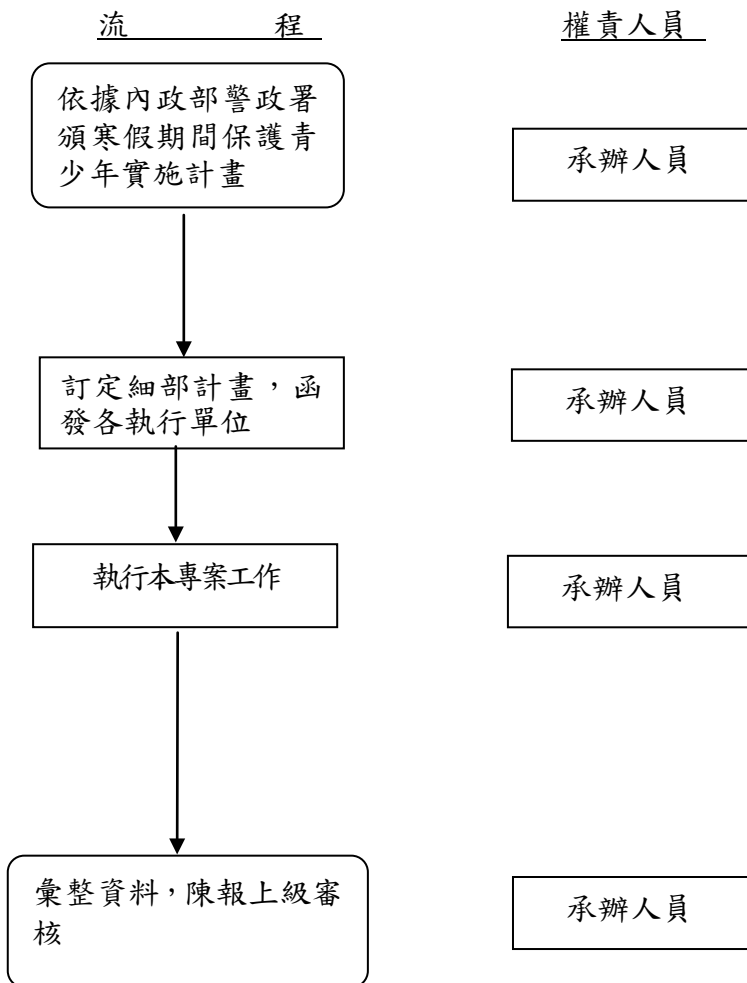 流 程
權責人員
依據內政部警政署
頒寒假期間保護青
少年實施計畫
承辦人員
訂定細部計畫，函
發各執行單位
承辦人員
執行本專案工作
承辦人員
彙整資料，陳報上級審
核
承辦人員